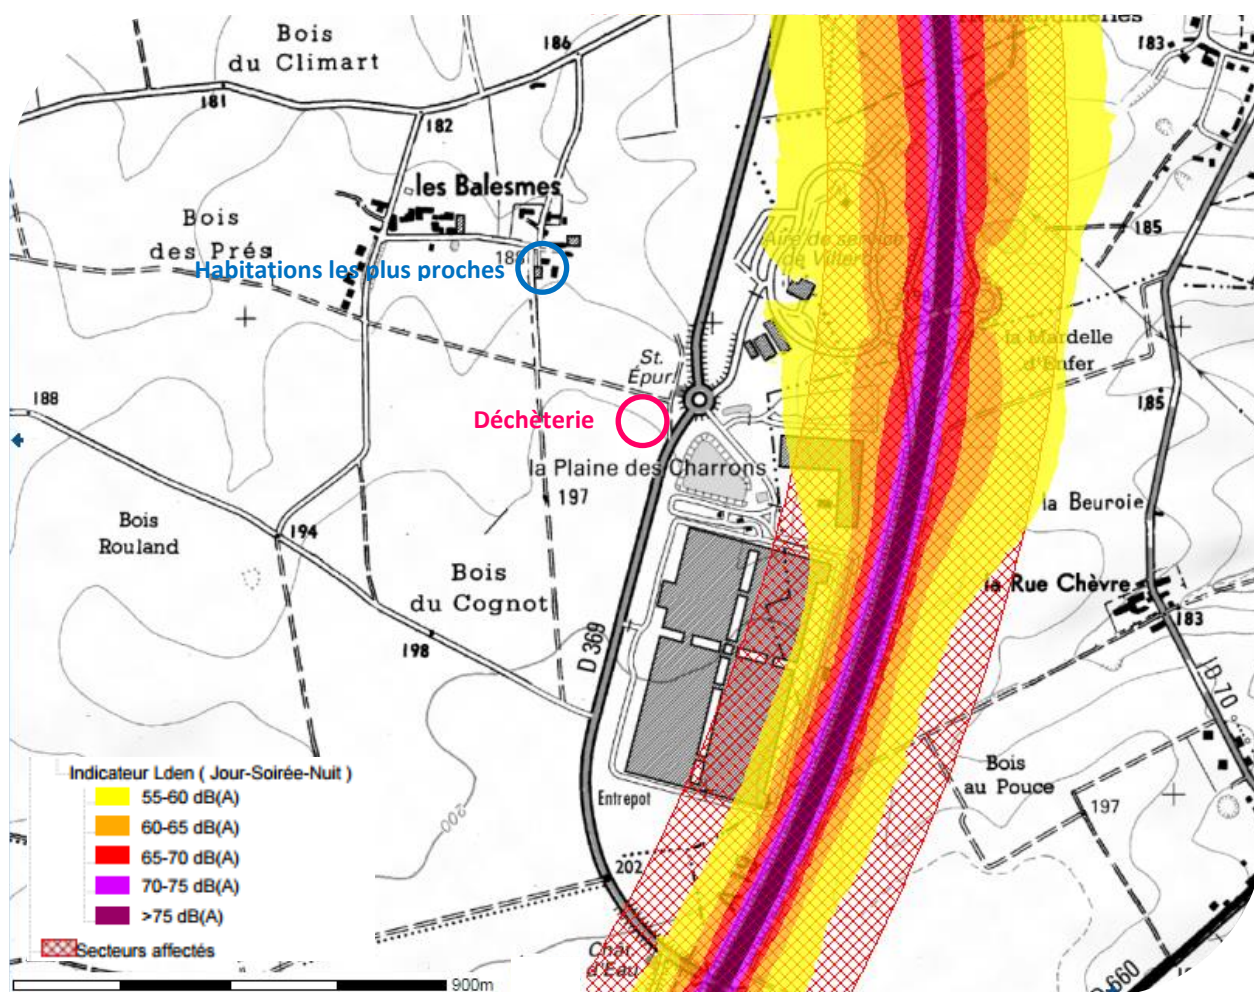 Bois
du Climart
186
183
181
182
les Balesmes
Bois
des Prés
185
Aire de service
de Villeroy
188
Habitations les plus proches
la Mardelle
d'Enfer
St.
Épur.
188
185
Déchèterie
la Plaine des Charrons
197
la Beuroie
Bois
Rouland
194
Bois
du Cognot
la Rue Chèvre
183
198
D 369
D 70
Bois
au Pouce
197
Indicateur Lden ( Jour-Soirée-Nuit )
55-60 dB(A)
60-65 dB(A)
65-70 dB(A)
70-75 dB(A)
>75 dB(A)
Secteurs affectés
Entrepot
200
202
Chât.
d'Eau
D 660
900m